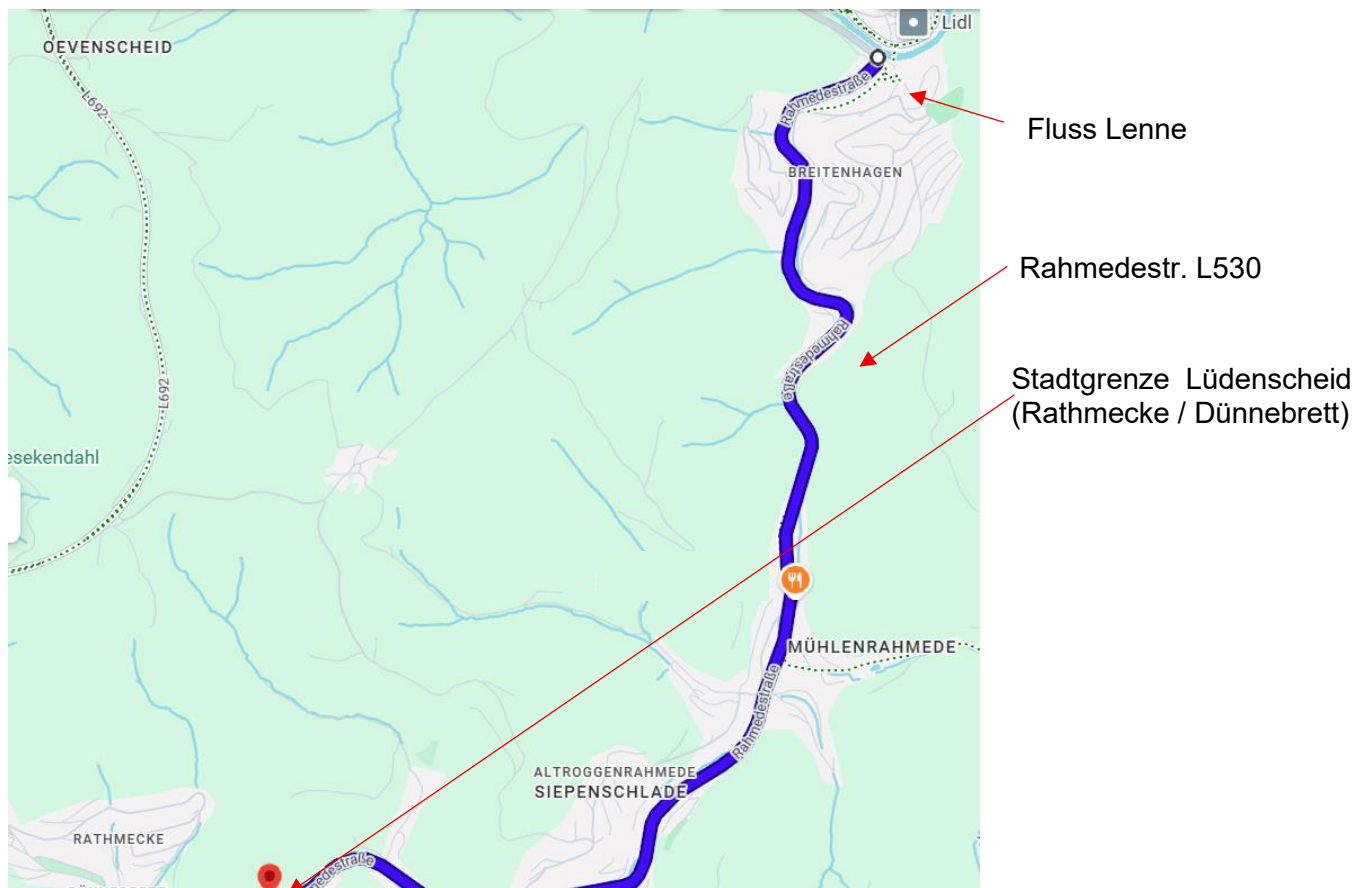 Lidl
OEVENSCHEID
L692
Rahmedestraße
Fluss Lenne
BREITENHAGEN
Rahmedestr. L530
Rahmedestraße
Stadtgrenze Lüdenscheid
(Rathmecke / Dünnebrett)
L692
esekendahl
MÜHLENRAHMEDE
Rahmedestraße
ALTROGGENRAHMEDE
SIEPENSCHLADE
RATHMECKE
medestraße